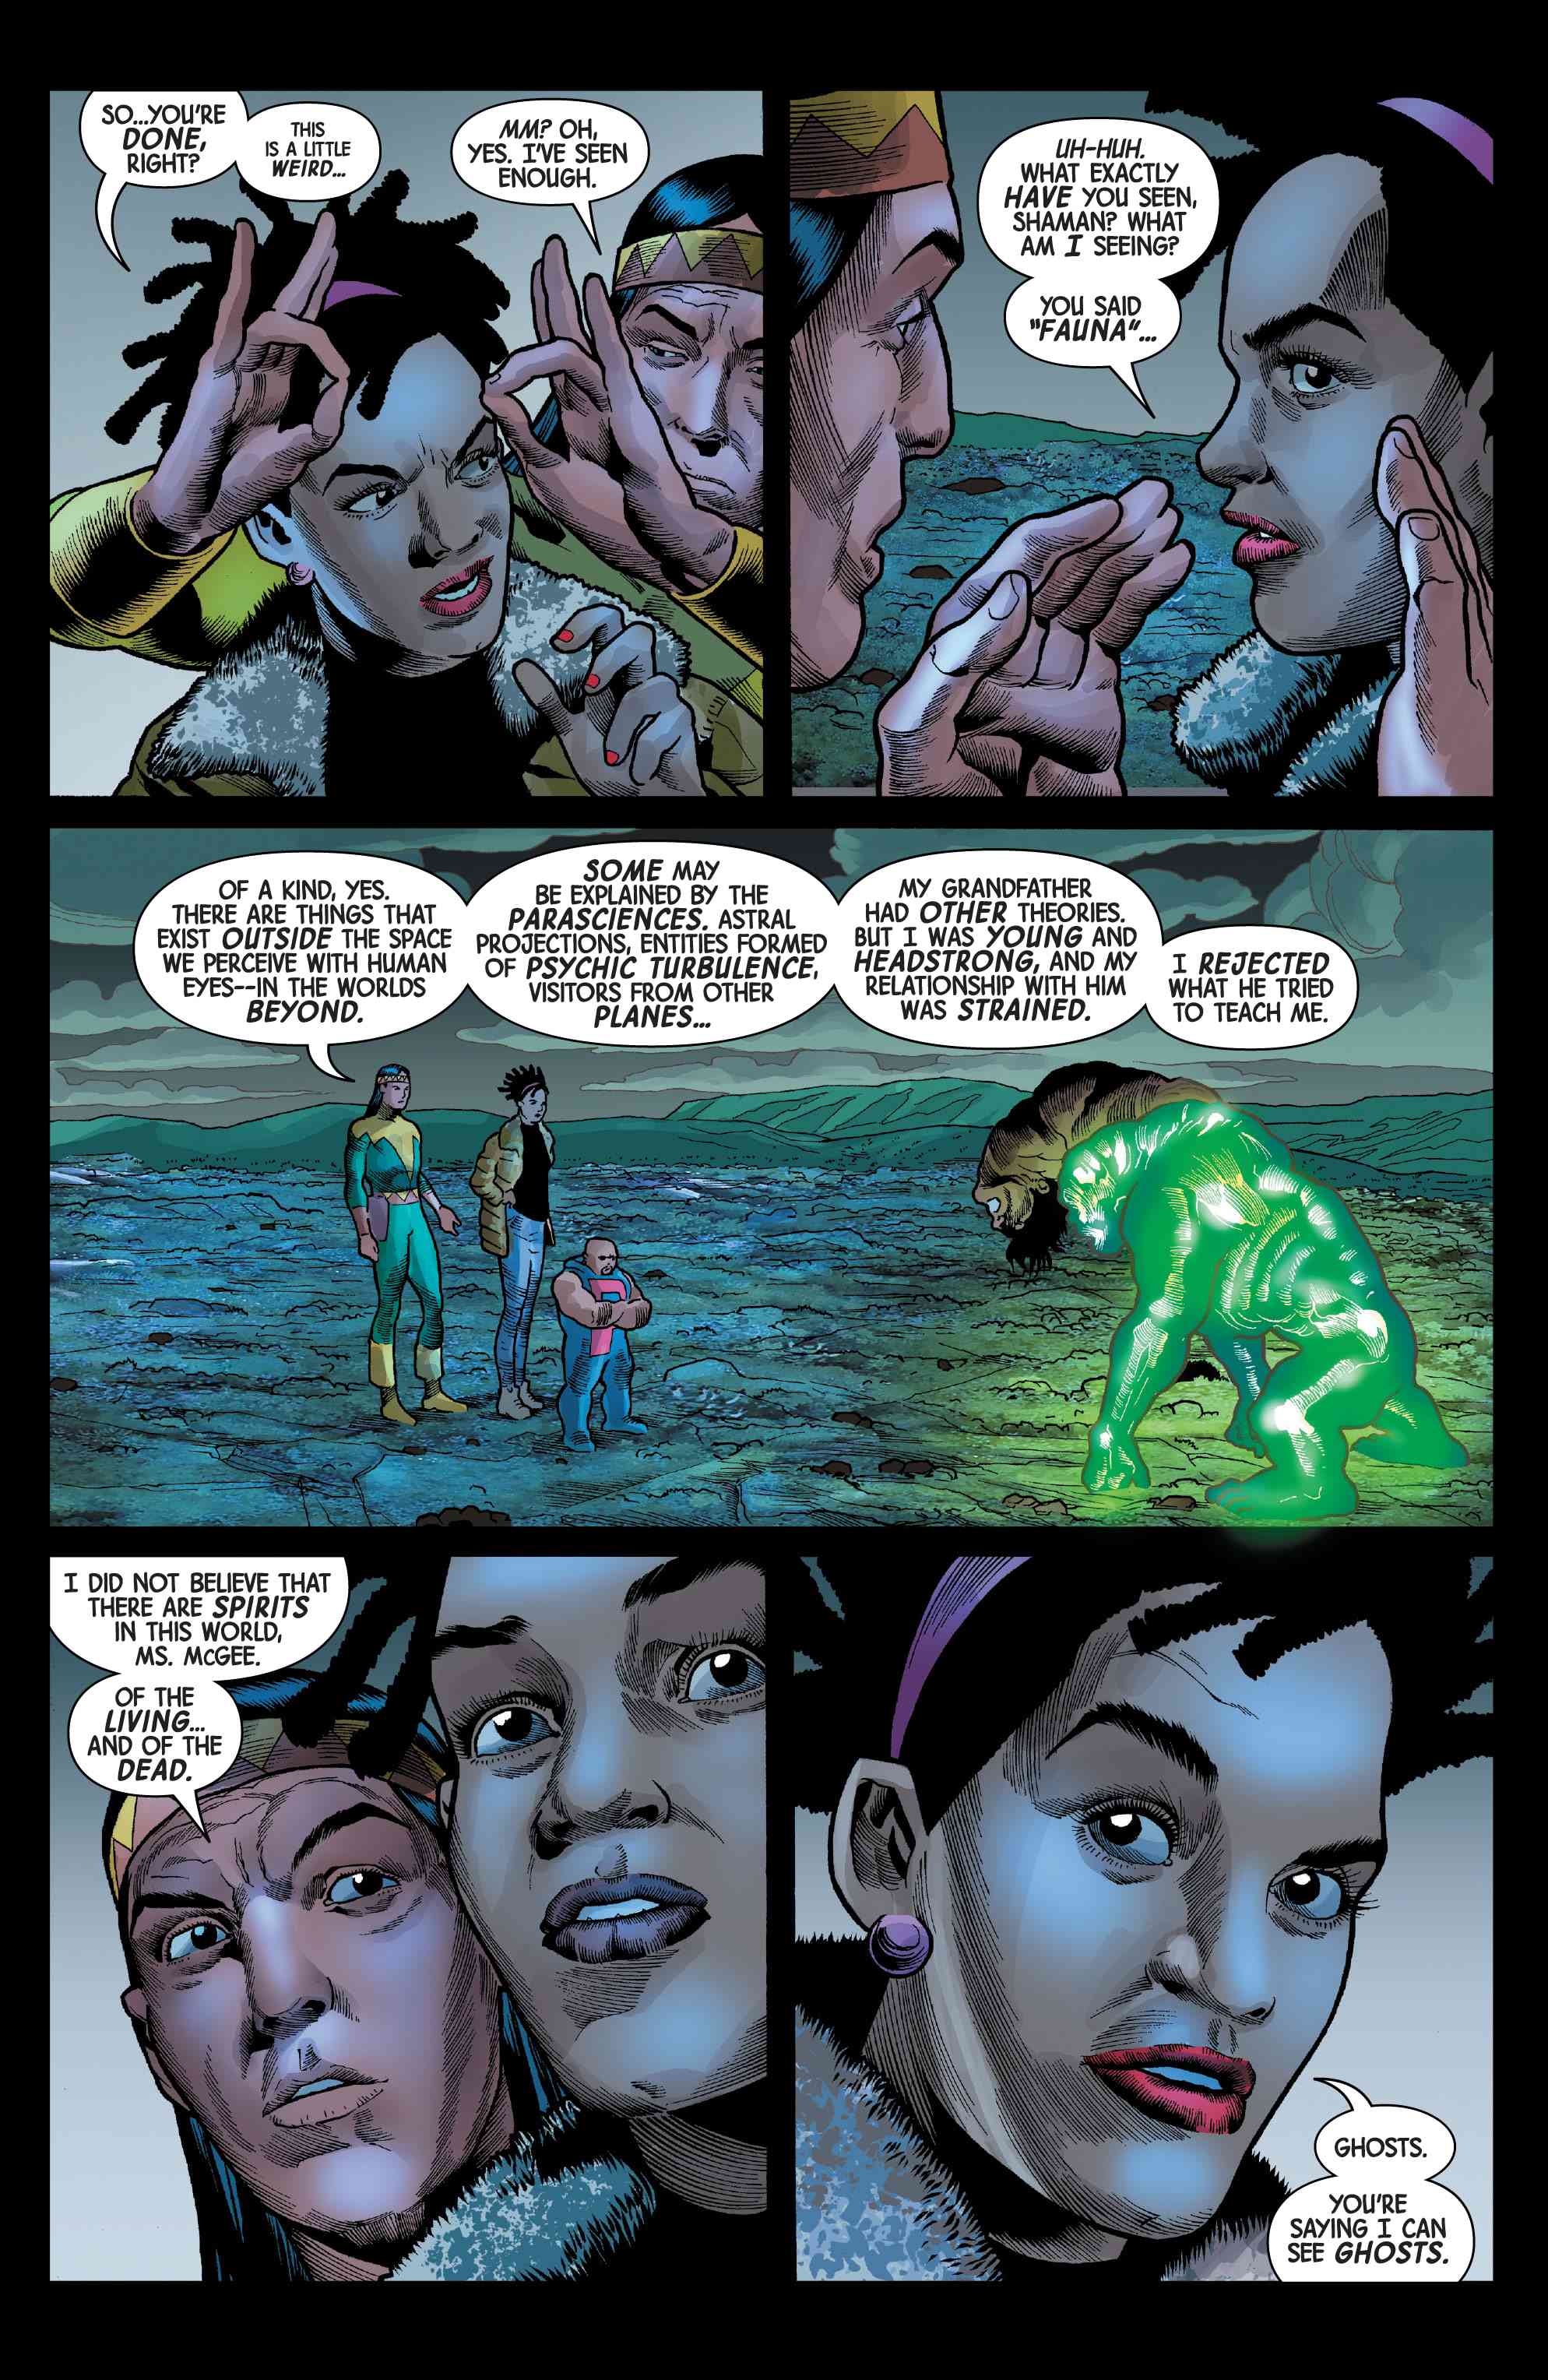 SO...YOU'RE
DONE,
RIGHT?
THIS
IS A LITTLE
WEIRD...
MM? OH,
YES. I'VE SEEN
ENOUGH.
UH-HUH.
WHAT EXACTLY
HAVE YOU SEEN,
SHAMAN? WHAT
AM I SEEING?
YOU SAID
"FAUNA"...
OF A KIND, YES.
THERE ARE THINGS THAT
EXIST OUTSIDE THE SPACE
WE PERCEIVE WITH HUMAN
EYES--IN THE WORLDS
BEYOND.
SOME MAY
BE EXPLAINED BY THE
PARASCIENCES. ASTRAL
PROJECTIONS, ENTITIES FORMED
OF PSYCHIC TURBULENCE,
VISITORS FROM OTHER
PLANES...
MY GRANDFATHER
HAD OTHER THEORIES.
BUT I WAS YOUNG AND
HEADSTRONG, AND MY
RELATIONSHIP WITH HIM
WAS STRAINED.
I REJECTED
WHAT HE TRIED
TO TEACH ME.
P
I DID NOT BELIEVE THAT
THERE ARE SPIRITS
IN THIS WORLD,
MS. McGEE.
OF THE
LIVING...
AND OF THE
DEAD.
GHOSTS.
YOU'RE
SAYING I CAN
SEE GHOSTS.